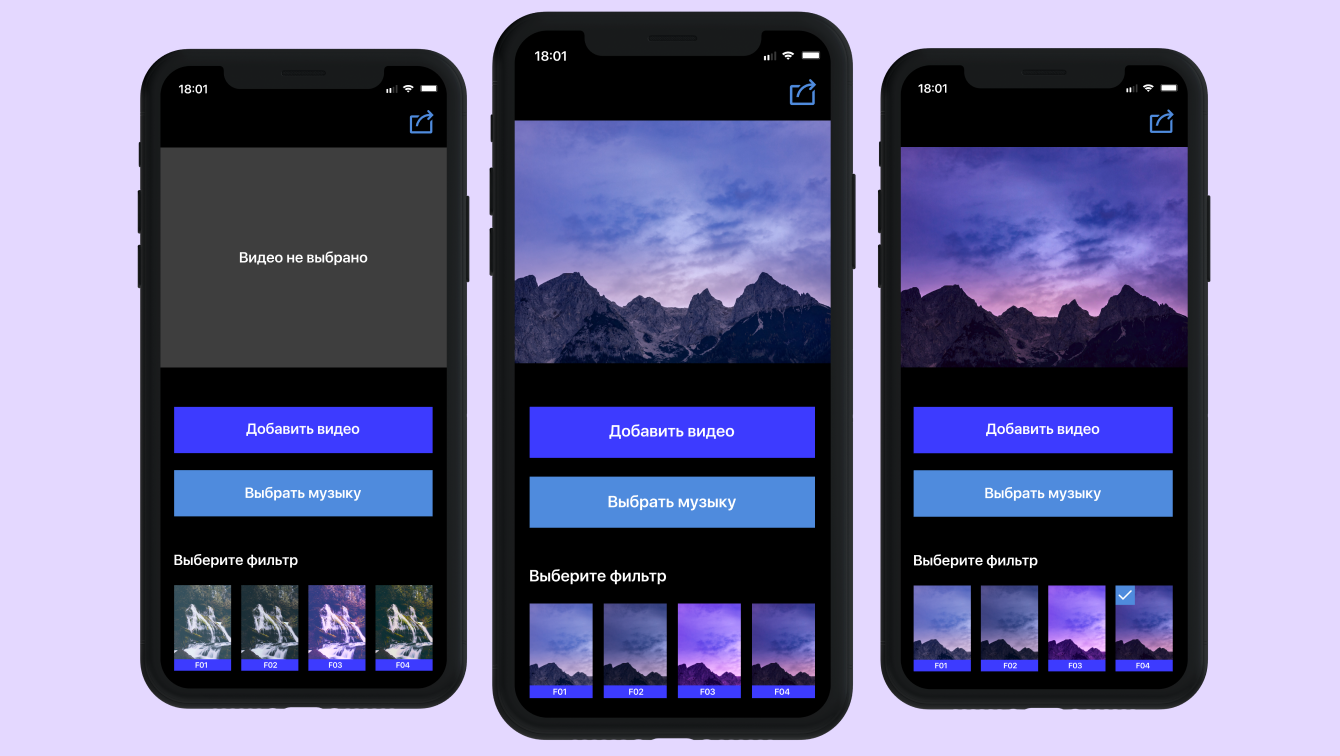 18:01
Видео не выбрано
Добавить видео
Выбрать музыку
Выберите фильтр
F01 F02 F03 F04
18:01
Добавить видео
Выбрать музыку
Выберите фильтр
F01 F02 F03 F04
18:01
Добавить видео
Выбрать музыку
Выберите фильтр
F01 F02 F03 F04